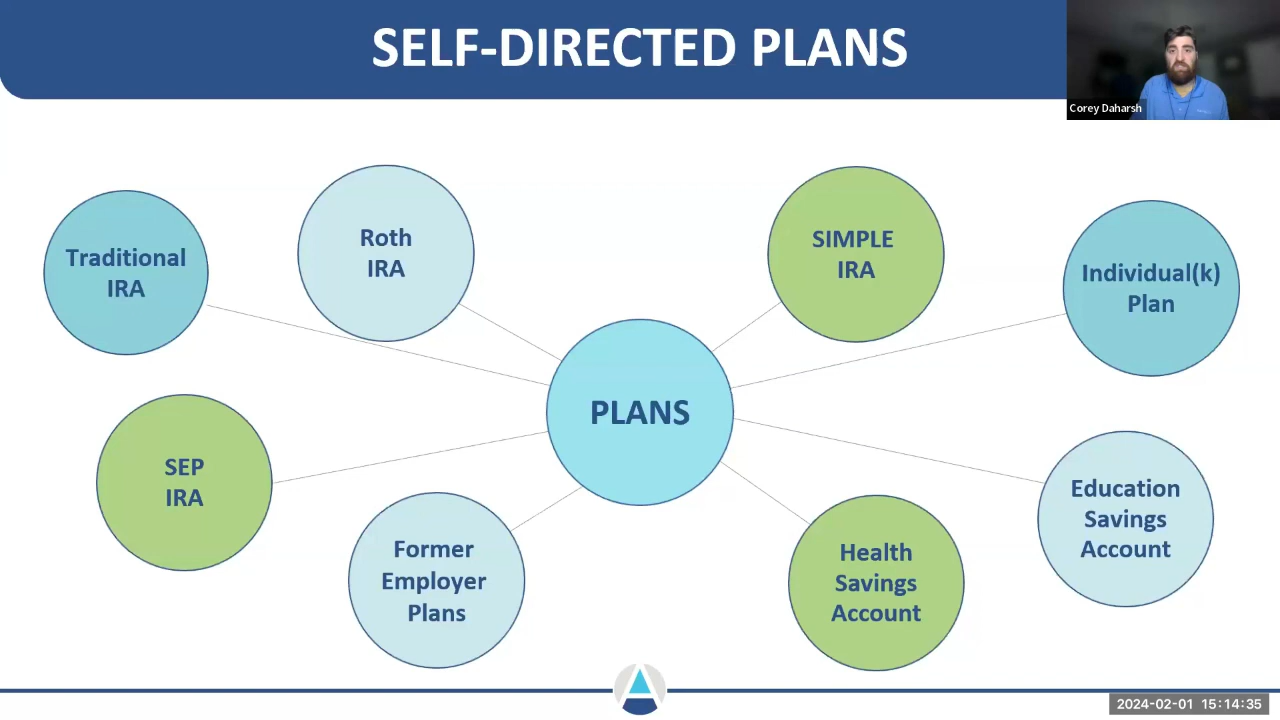 SELF-DIRECTED PLANS
Corey Daharsh
Traditional
IRA
Roth
IRA
SIMPLE
IRA
Individual(k)
Plan
PLANS
SEP
IRA
Former
Employer
Plans
Health
Savings
Account
Education
Savings
Account
2024-02-01 15:14:35